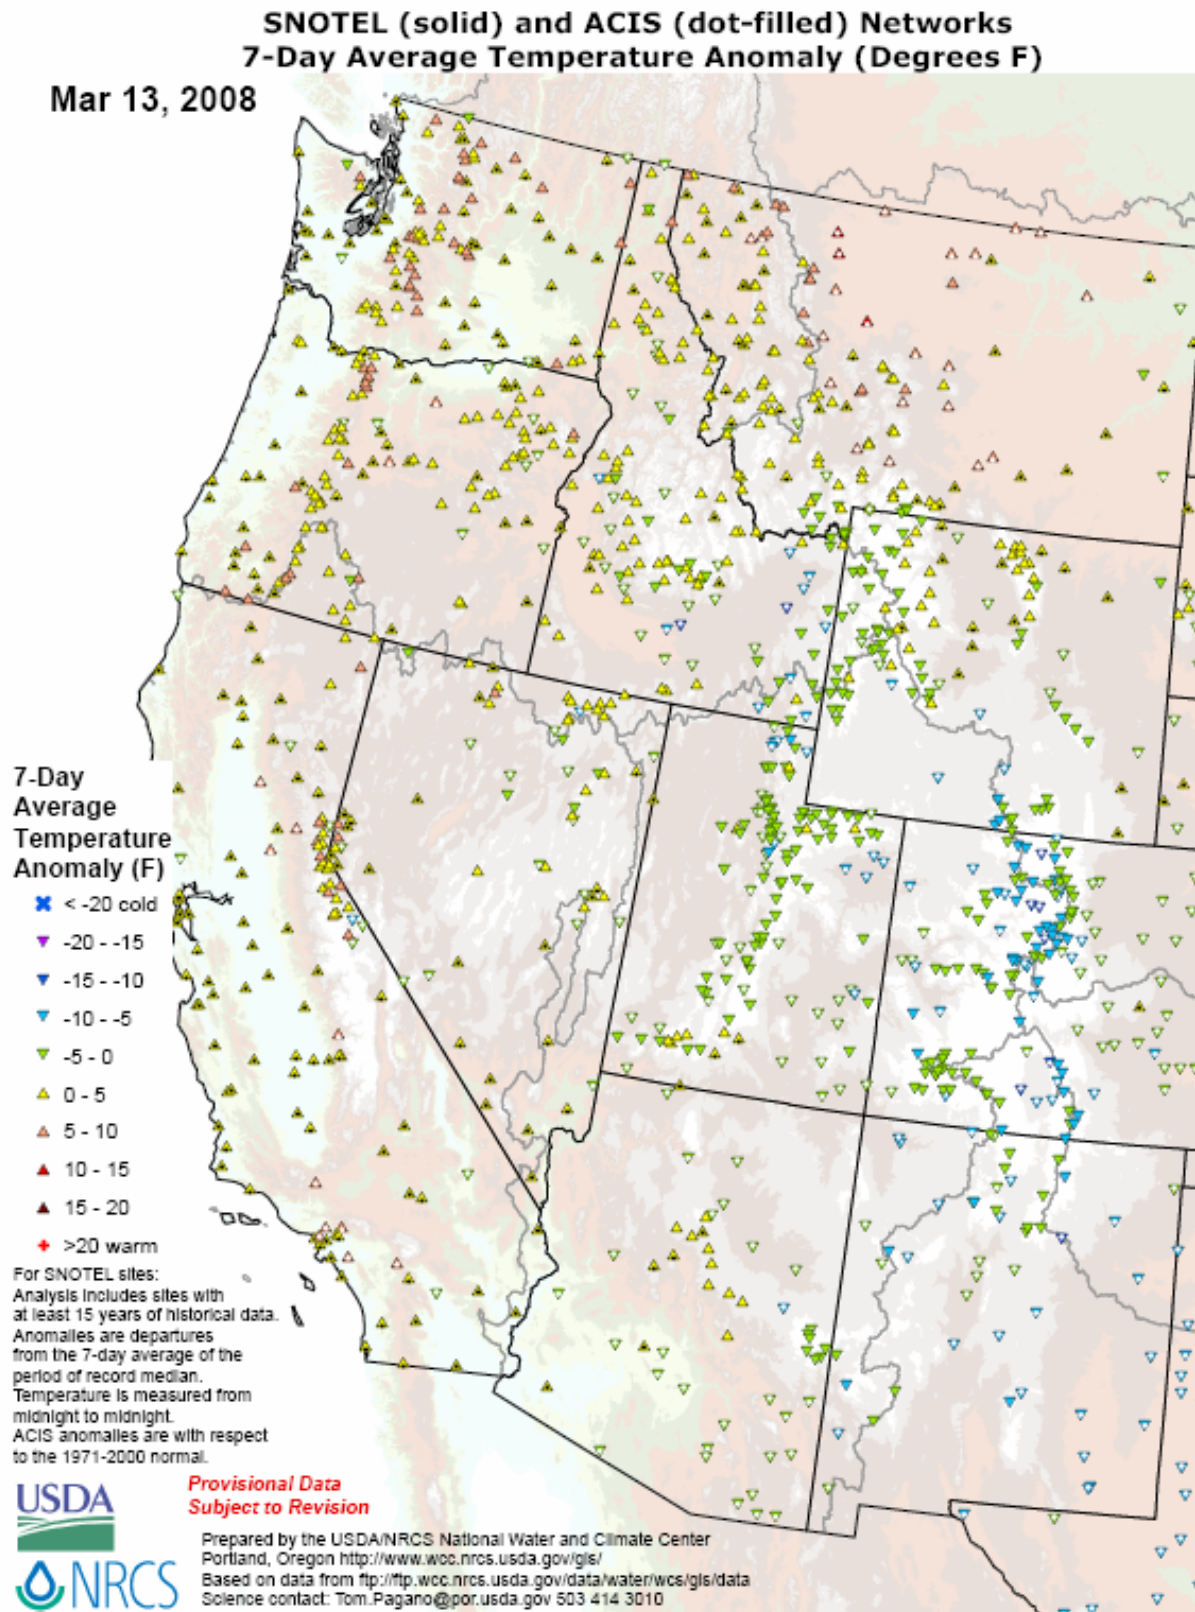 SNOTEL (solid) and ACIS (dot-filled) Networks
7-Day Average Temperature Anomaly (Degrees F)
Mar 13, 2008
7-Day
Average
Temperature
Anomaly (F)
< -20 cold
-20 - -15
-15 - -10
-10 - -5
-5 - 0
0 - 5
5 - 10
10 - 15
15 - 20
>20 warm
For SNOTEL sites:
Analysis includes sites with
at least 15 years of historical data.
Anomalies are departures
from the 7-day average of the
period of record median.
Temperature is measured from
midnight to midnight.
ACIS anomalies are with respect
to the 1971-2000 normal.
USDA
NRCS
Provisional Data
Subject to Revision
Prepared by the USDA/NRCS National Water and Climate Center
Portland, Oregon http://www.wcc.nrcs.usda.gov/gis/
Based on data from ftp://ftp.wcc.nrcs.usda.gov/data/water/wcs/gis/data
Science contact: Tom.Pagano@por.usda.gov 503 414 3010